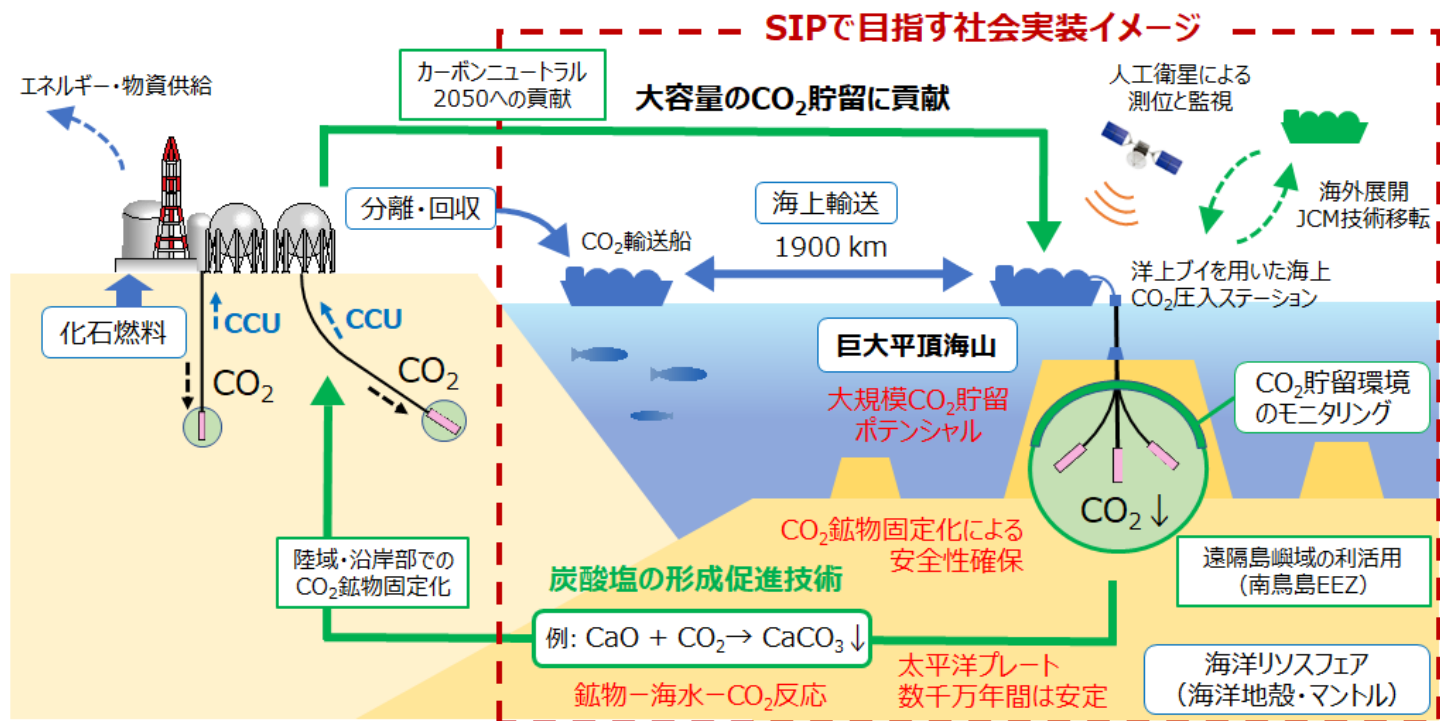 SIPで目指す社会実装イメージ
エネルギー・物資供給
カーボンニュートラル
2050への貢献
大容量のCO₂貯留に貢献
人工衛星による
測位と監視
分離・回収
CO₂輸送船
海上輸送
1900 km
海外展開
JCM技術移転
洋上ブイを用いた海上
CO₂圧入ステーション
化石燃料
CCU
CCU
CO₂
CO₂
巨大平頂海山
大規模CO₂貯留
ポテンシャル
CO₂貯留環境
のモニタリング
CO₂↓
CO₂鉱物固定化による
安全性確保
陸域・沿岸部での
CO₂鉱物固定化
炭酸塩の形成促進技術
例: CaO + CO₂→ CaCO₃↓
鉱物－海水－CO₂反応
太平洋プレート
数千万年間は安定
遠隔島嶼域の利活用
（南鳥島EEZ）
海洋リソスフェア
（海洋地殻・マントル）